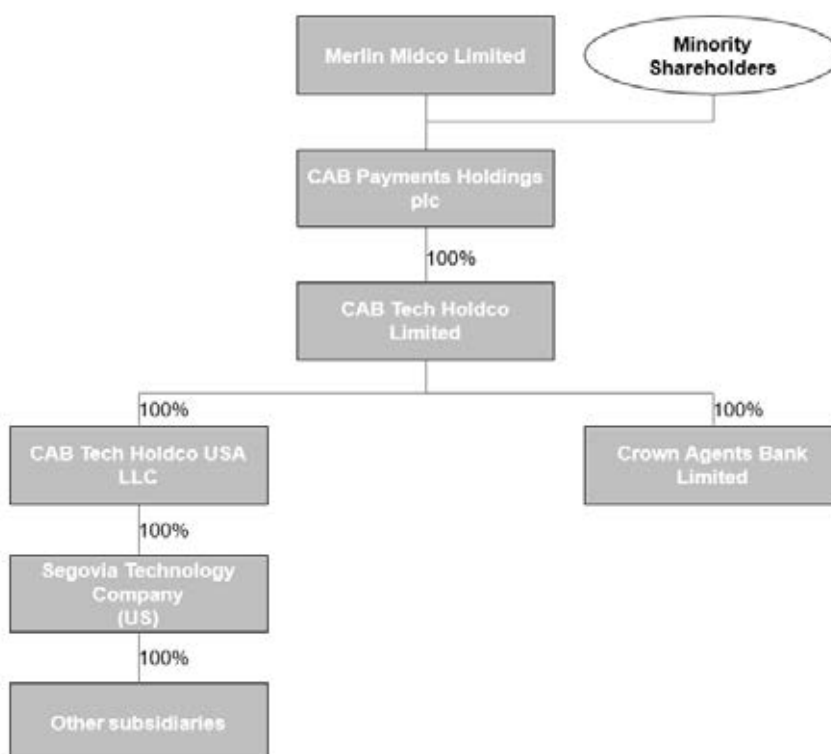 Merlin Midco Limited
Minority
Shareholders
CAB Payments Holdings
plc
100%
CAB Tech Holdco
Limited
100%
100%
CAB Tech Holdco USA
LLC
Crown Agents Bank
Limited
100%
Segovia Technology
Company
(US)
100%
Other subsidiaries